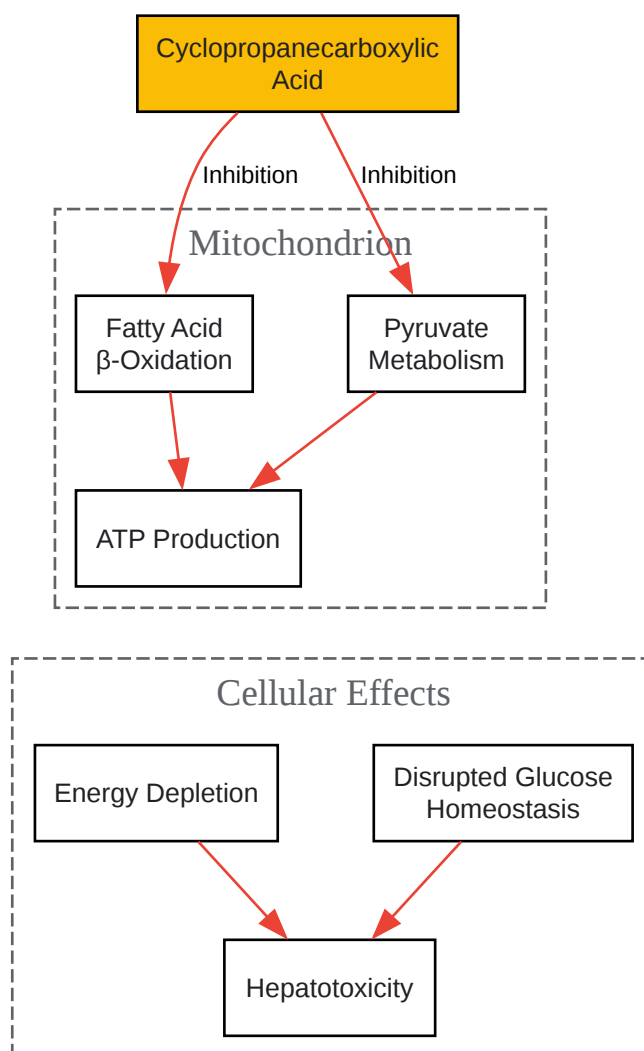 Cyclopropanecarboxylic
Acid
Inhibition
Inhibition
Mitochondrion
Fatty Acid
β-Oxidation
Pyruvate
Metabolism
ATP Production
Cellular Effects
Energy Depletion
Disrupted Glucose
Homeostasis
Hepatotoxicity